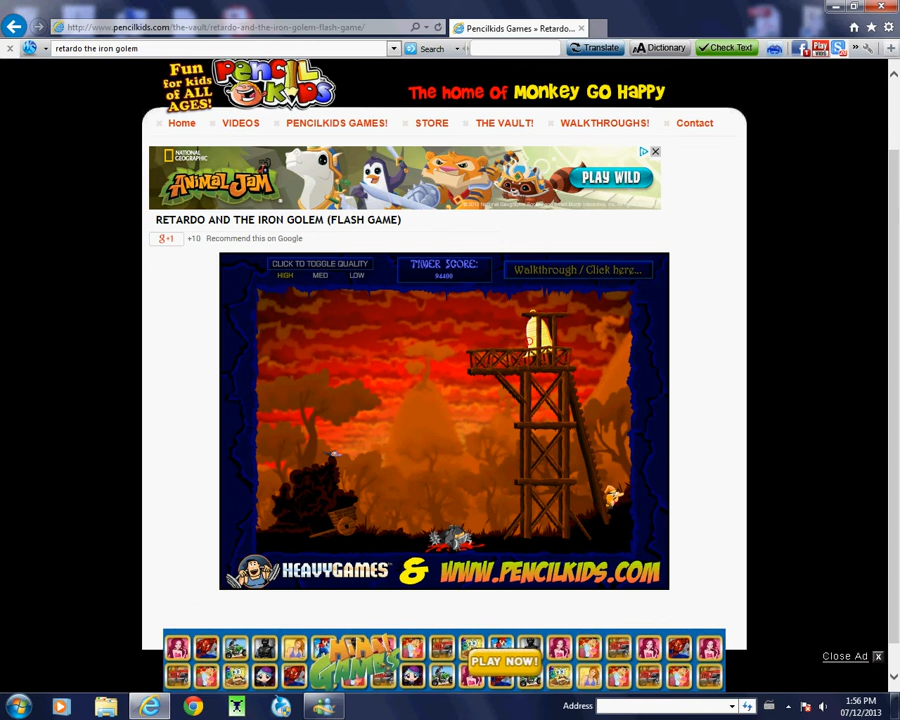 http://www.pencilkids.com/the-vault/retardo-and-the-iron-golem-flash-game/
Pencilkids Games » Retardo...
retardo the iron golem
Search
Translate
Dictionary
Check Text
Fun for kids of ALL AGES!
PENCIL KIDS
The home of MONKEY GO HAPPY
Home
VIDEOS
PENCILKIDS GAMES!
STORE
THE VAULT!
WALKTHROUGHS!
Contact
NATIONAL GEOGRAPHIC
ANIMAL JAM
PLAY WILD
RETARDO AND THE IRON GOLEM (FLASH GAME)
g+1
+10 Recommend this on Google
CLICK TO TOGGLE QUALITY
HIGH MED LOW
TIMER SCORE:
94400
Walkthrough / Click here...
HEAVYGAMES & WWW.PENCILKIDS.COM
MINI GAMES
PLAY NOW!
Close Ad X
Address
1:56 PM
07/12/2013